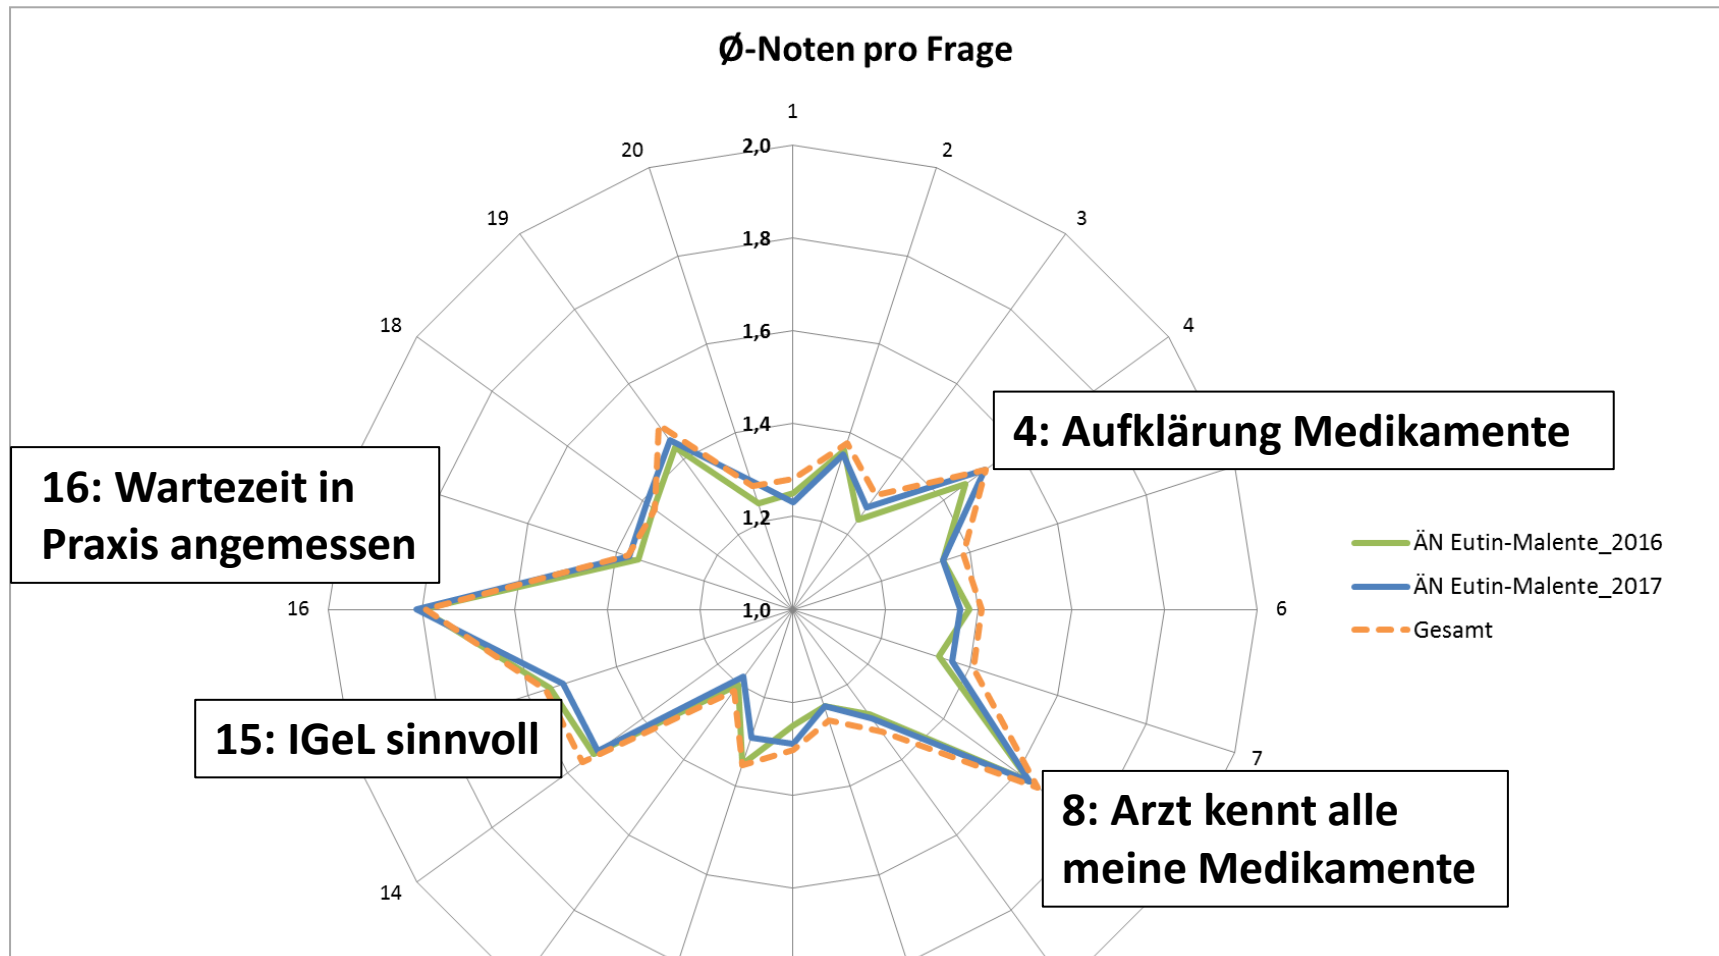 Ø-Noten pro Frage
1
2,0
20
2
19
3
1,8
18
1,6
4
1,4
4: Aufklärung Medikamente
16: Wartezeit in
Praxis angemessen
1,2
ÄN Eutin-Malente_2016
ÄN Eutin-Malente_2017
Gesamt
16
1,0
6
15: IGeL sinnvoll
7
8: Arzt kennt alle
meine Medikamente
14